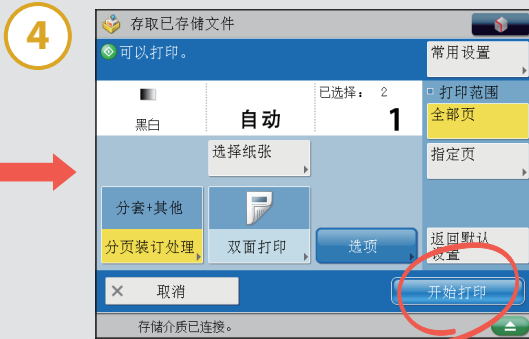 4
存取已存储文件
可以打印。
常用设置
已选择： 2
打印范围
黑白
自动
1
全部页
选择纸张
指定页
分套+其他
分页装订处理
双面打印
选项
返回默认
设置
× 取消
开始打印
存储介质已连接。